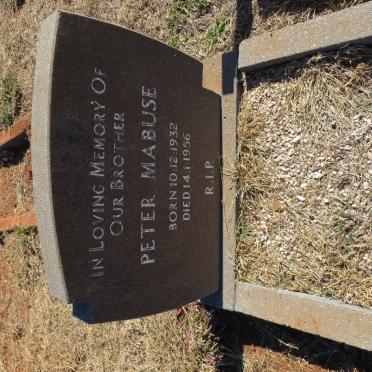 IN LOVING MEMORY OF
OUR BROTHER
PETER MABUSE
BORN 10.12.1932
DIED 14.1.1956
R.I.P.